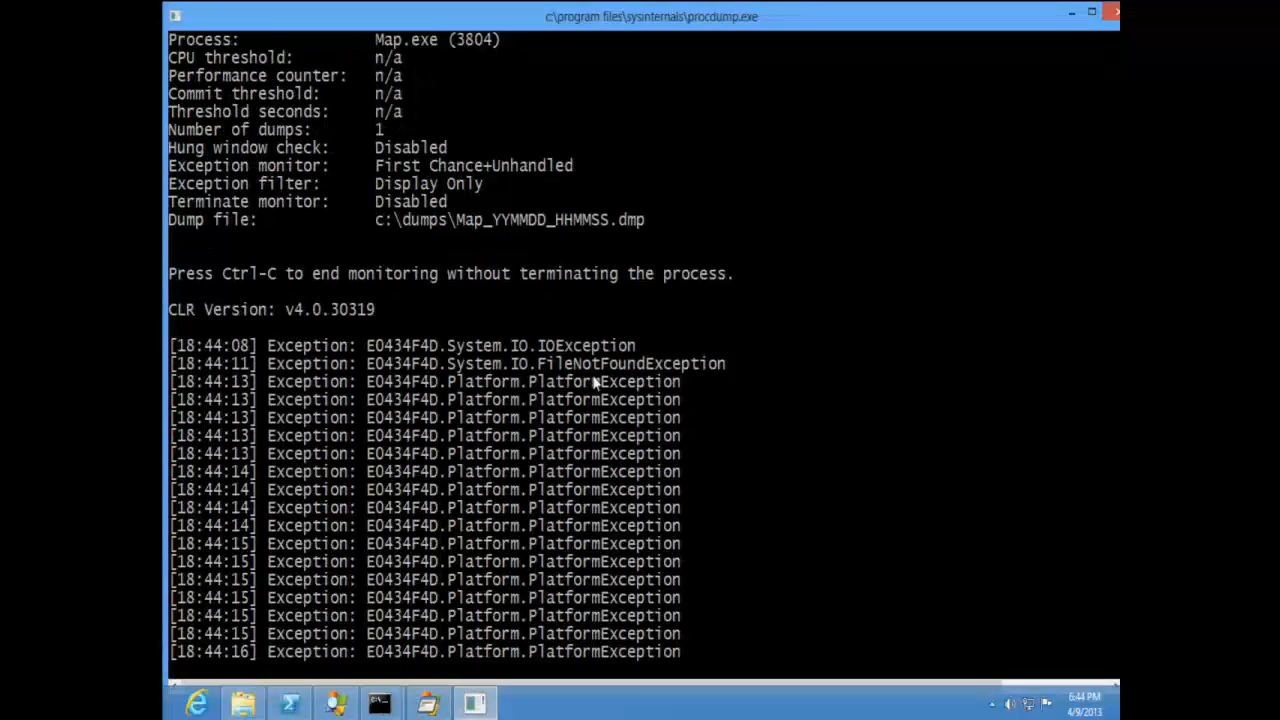 c:\program files\sysinternals\procdump.exe
Process: Map.exe (3804)
CPU threshold: n/a
Performance counter: n/a
Commit threshold: n/a
Threshold seconds: n/a
Number of dumps: 1
Hung window check: Disabled
Exception monitor: First Chance+Unhandled
Exception filter: Display Only
Terminate monitor: Disabled
Dump file: c:\dumps\Map_YYMMDD_HHMMSS.dmp
Press Ctrl-C to end monitoring without terminating the process.
CLR Version: v4.0.30319
[18:44:08] Exception: E0434F4D.System.IO.IOException
[18:44:11] Exception: E0434F4D.System.IO.FileNotFoundException
[18:44:13] Exception: E0434F4D.Platform.PlatformException
[18:44:13] Exception: E0434F4D.Platform.PlatformException
[18:44:13] Exception: E0434F4D.Platform.PlatformException
[18:44:13] Exception: E0434F4D.Platform.PlatformException
[18:44:13] Exception: E0434F4D.Platform.PlatformException
[18:44:14] Exception: E0434F4D.Platform.PlatformException
[18:44:14] Exception: E0434F4D.Platform.PlatformException
[18:44:14] Exception: E0434F4D.Platform.PlatformException
[18:44:14] Exception: E0434F4D.Platform.PlatformException
[18:44:15] Exception: E0434F4D.Platform.PlatformException
[18:44:15] Exception: E0434F4D.Platform.PlatformException
[18:44:15] Exception: E0434F4D.Platform.PlatformException
[18:44:15] Exception: E0434F4D.Platform.PlatformException
[18:44:15] Exception: E0434F4D.Platform.PlatformException
[18:44:15] Exception: E0434F4D.Platform.PlatformException
[18:44:16] Exception: E0434F4D.Platform.PlatformException
6:44 PM
4/9/2013